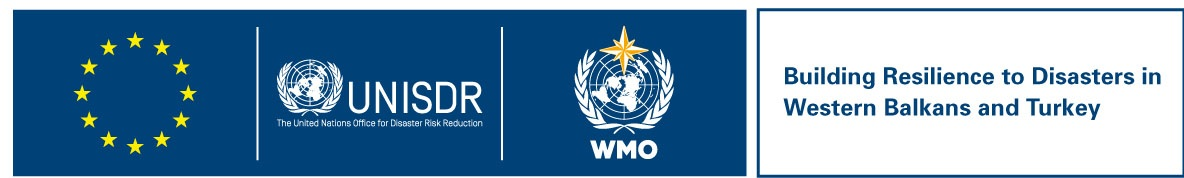 UNISDR
The United Nations Office for Disaster Risk Reduction
WMO
Building Resilience to Disasters in
Western Balkans and Turkey